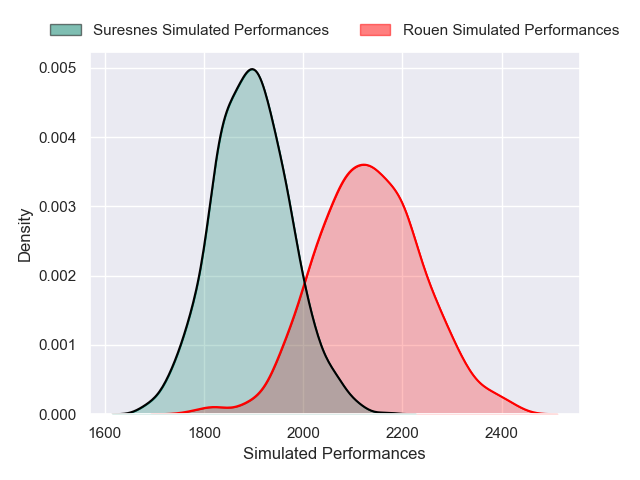 Suresnes Simulated Performances Rouen Simulated Performances
0.005
0.004
0.003
0.002
0.001
0.000
Density
1600 1800 2000 2200 2400
Simulated Performances